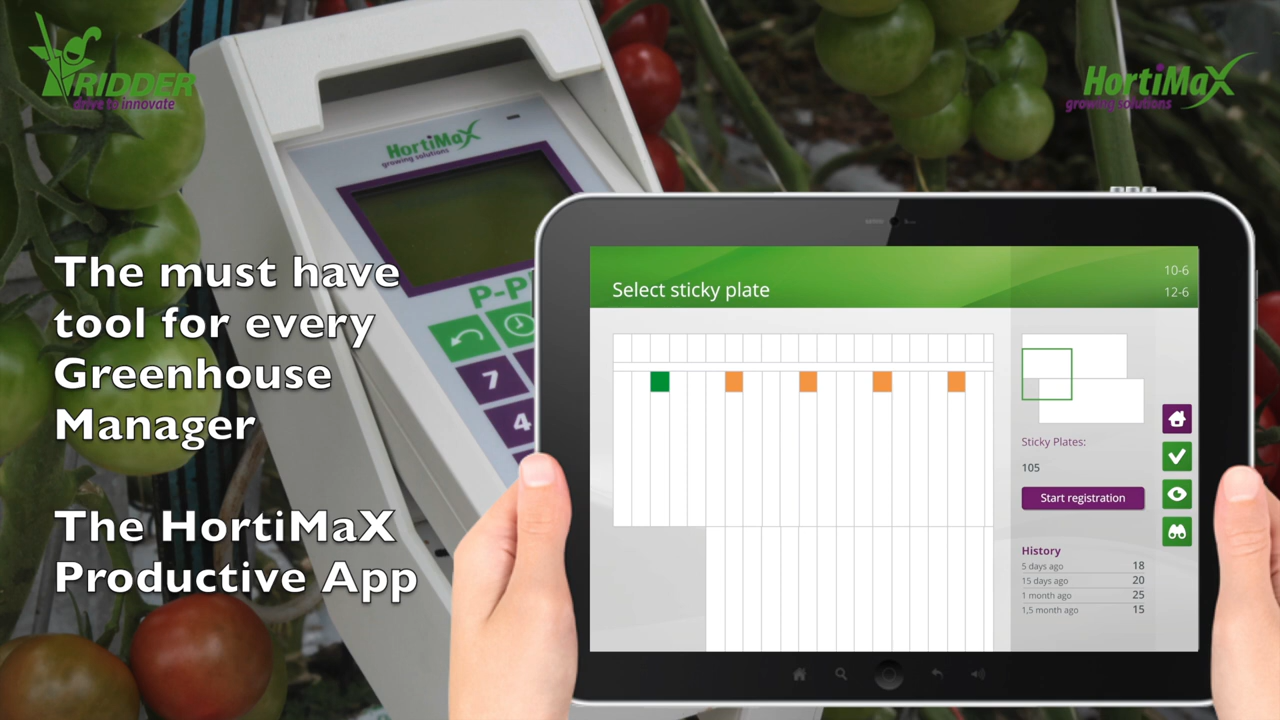 RIDDER
drive to innovate
HortiMaX
growing solutions
HortiMaX
growing solutions
P-P
7
4
The must have
tool for every
Greenhouse
Manager
The HortiMaX
Productive App
Select sticky plate
10-6
12-6
Sticky Plates:
105
Start registration
History
5 days ago 18
15 days ago 20
1 month ago 25
1,5 month ago 15